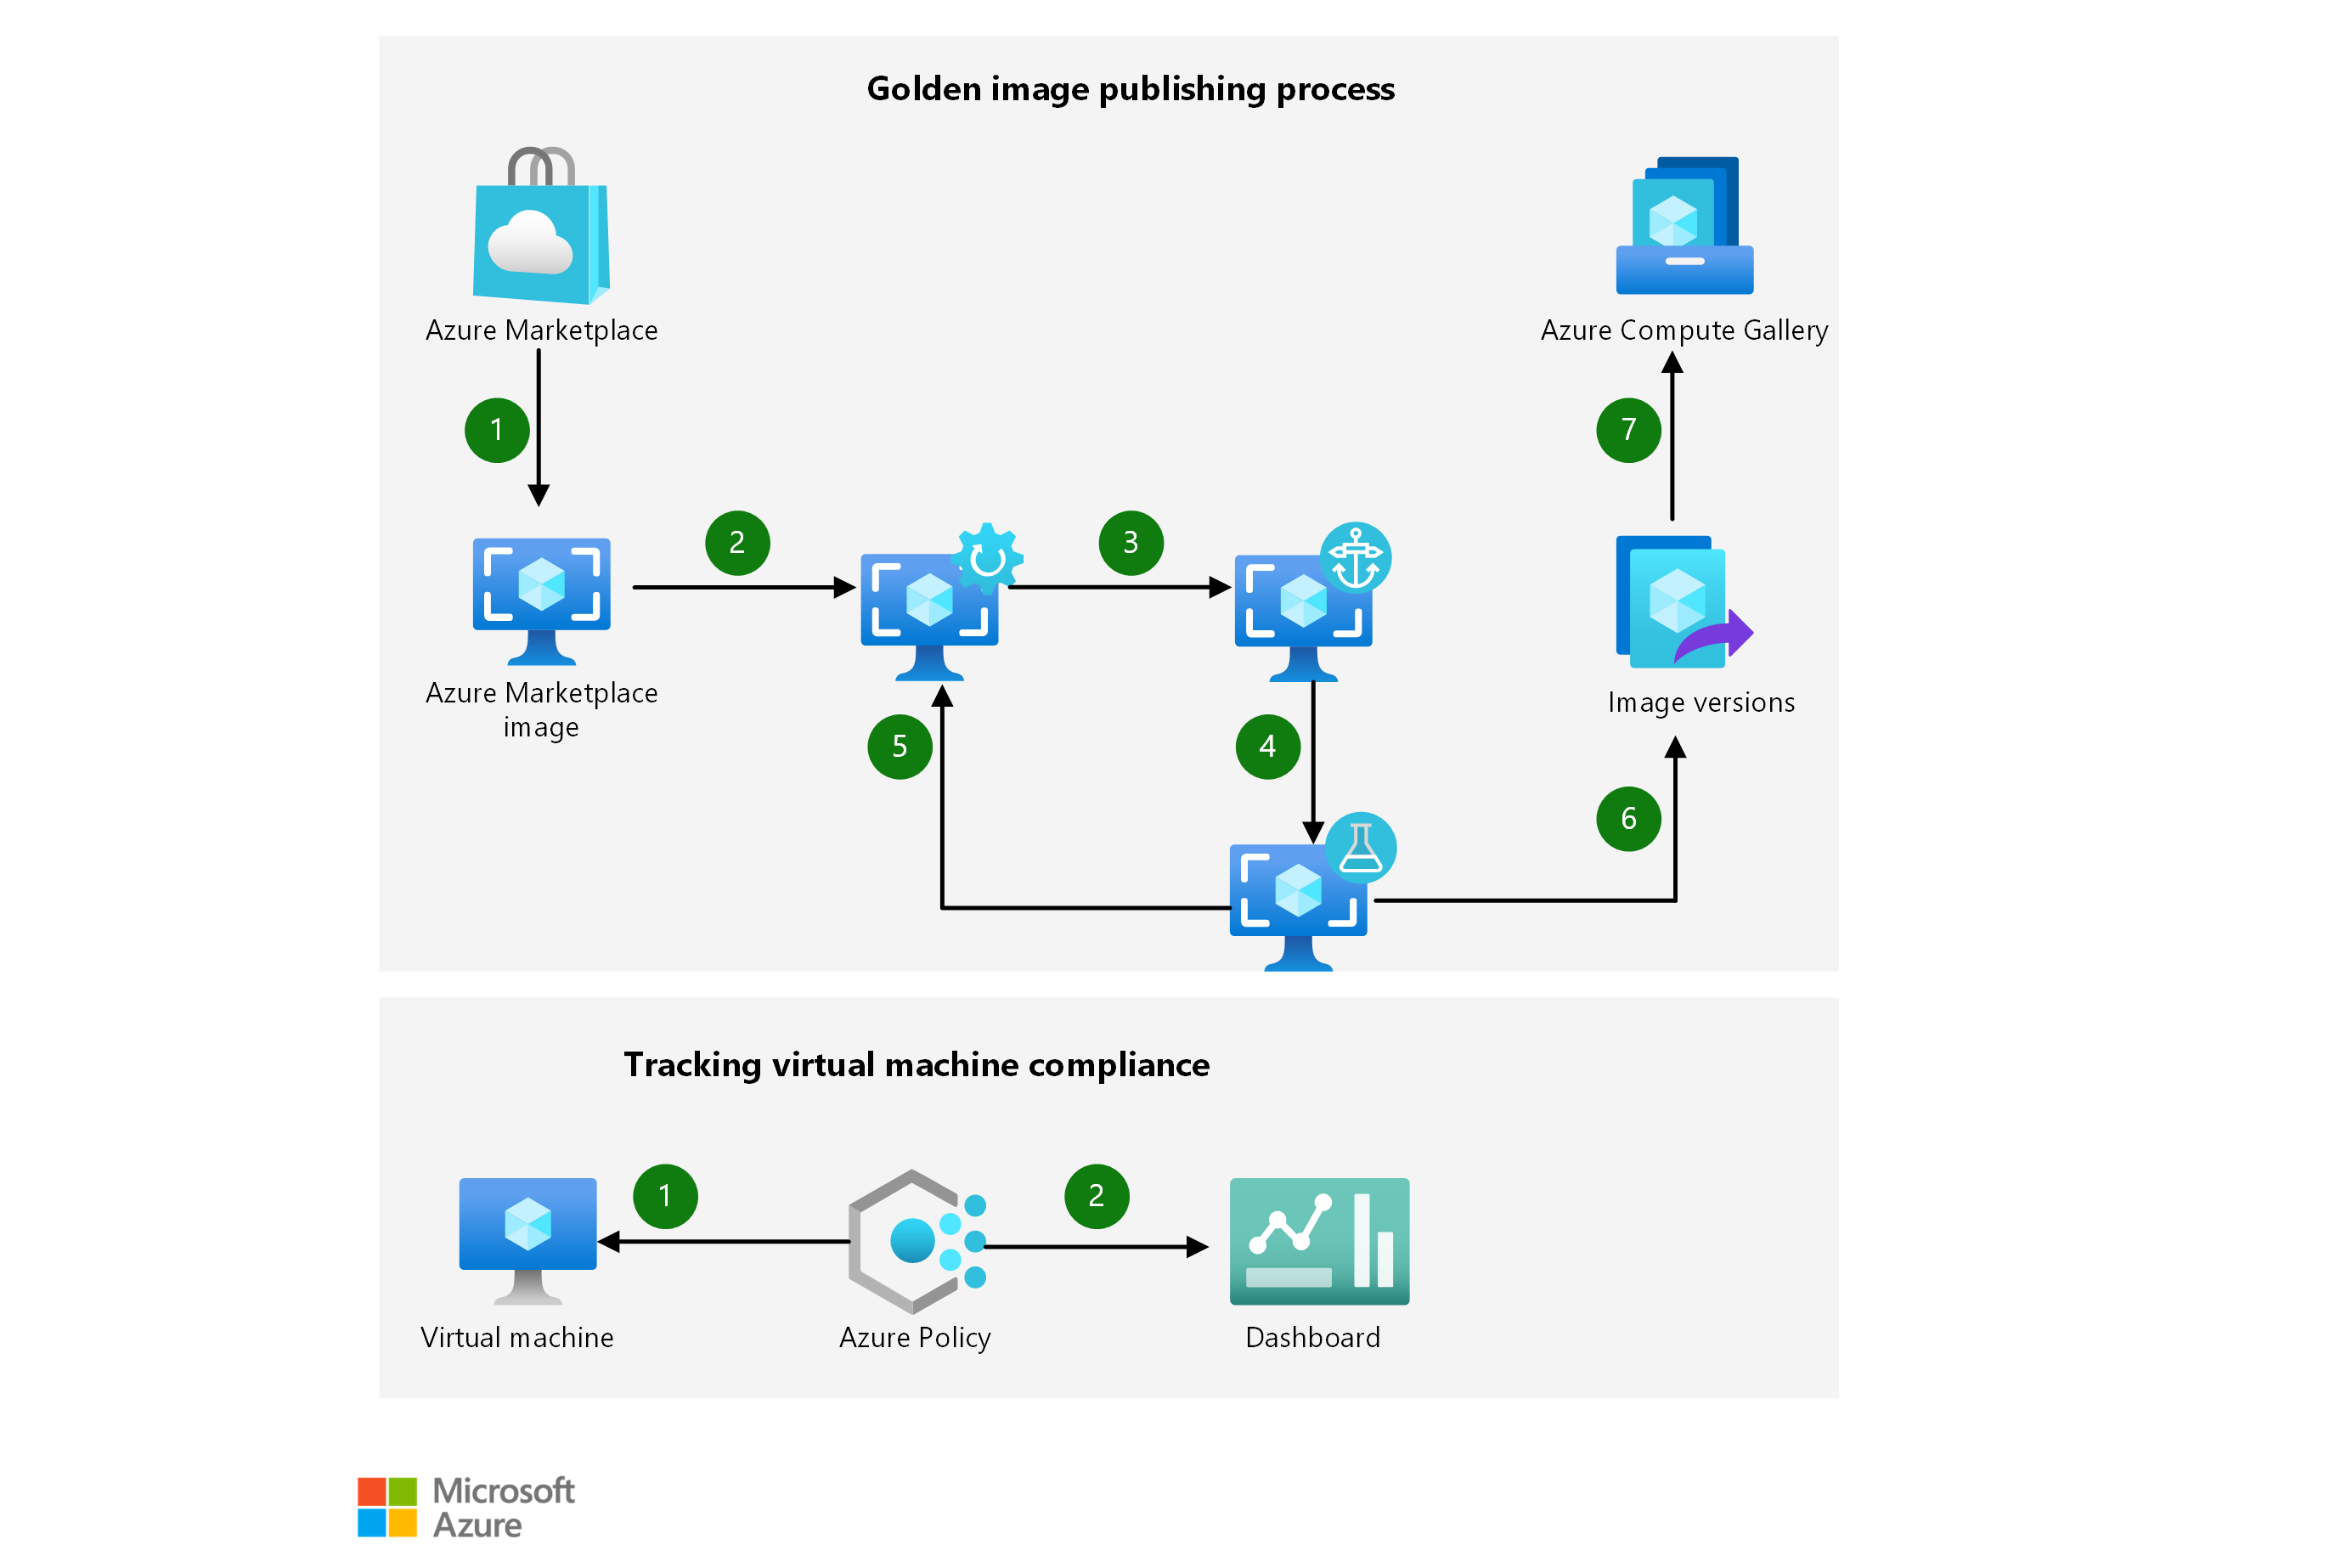 Golden image publishing process
Azure Marketplace
Azure Compute Gallery
1
7
2
3
Azure Marketplace
image
Image versions
5
4
6
Tracking virtual machine compliance
1
2
Virtual machine
Azure Policy
Dashboard
Microsoft
Azure